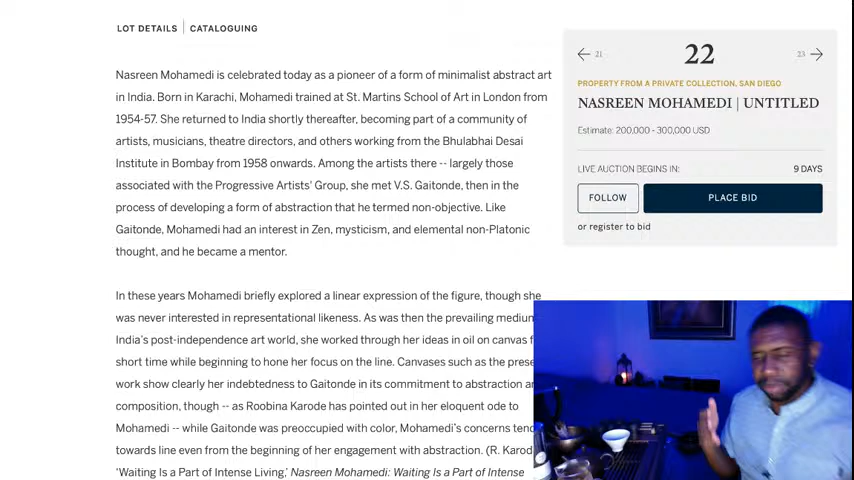 LOT DETAILS | CATALOGUING
Nasreen Mohamedi is celebrated today as a pioneer of a form of minimalist abstract art
in India. Born in Karachi, Mohamedi trained at St. Martins School of Art in London from
1954-57. She returned to India shortly thereafter, becoming part of a community of
artists, musicians, theatre directors, and others working from the Bhulabhai Desai
Institute in Bombay from 1958 onwards. Among the artists there -- largely those
associated with the Progressive Artists' Group, she met V.S. Gaitonde, then in the
process of developing a form of abstraction that he termed non-objective. Like
Gaitonde, Mohamedi had an interest in Zen, mysticism, and elemental non-Platonic
thought, and he became a mentor.
In these years Mohamedi briefly explored a linear expression of the figure, though she
was never interested in representational likeness. As was then the prevailing medium
India's post-independence art world, she worked through her ideas in oil on canvas
short time while beginning to hone her focus on the line. Canvases such as the
work show clearly her indebtedness to Gaitonde in its commitment to abstraction
composition, though -- as Roobina Karode has pointed out in her eloquent ode to
Mohamedi -- while Gaitonde was preoccupied with color, Mohamedi's concerns
towards line even from the beginning of her engagement with abstraction. (R.
'Waiting Is a Part of Intense Living,' Nasreen Mohamedi: Waiting Is a Part of Intense
21
22
23
PROPERTY FROM A PRIVATE COLLECTION, SAN DIEGO
NASREEN MOHAMEDI | UNTITLED
Estimate: 200,000 - 300,000 USD
LIVE AUCTION BEGINS IN: 9 DAYS
FOLLOW PLACE BID
or register to bid